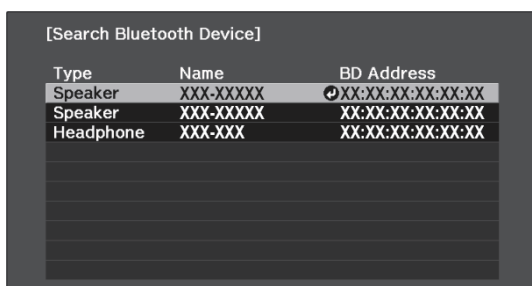 [Search Bluetooth Device]
Type Name BD Address
Speaker XXX-XXXXX XX:XX:XX:XX:XX:XX
Speaker XXX-XXXXX XX:XX:XX:XX:XX:XX
Headphone XXX-XXX XX:XX:XX:XX:XX:XX